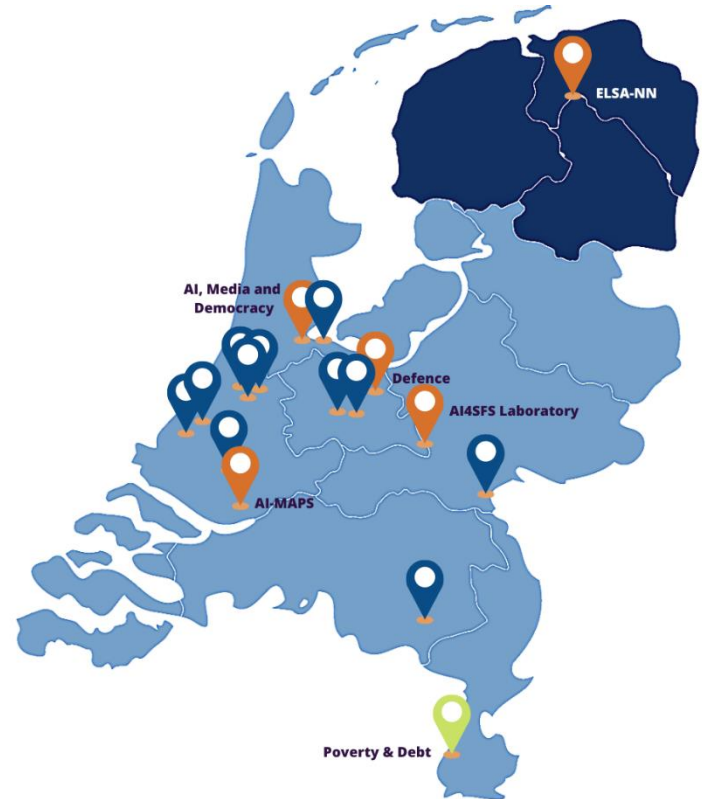 ELSA-NN
AI, Media and
Democracy
Defence
AI4SFS Laboratory
AI-MAPS
Poverty & Debt